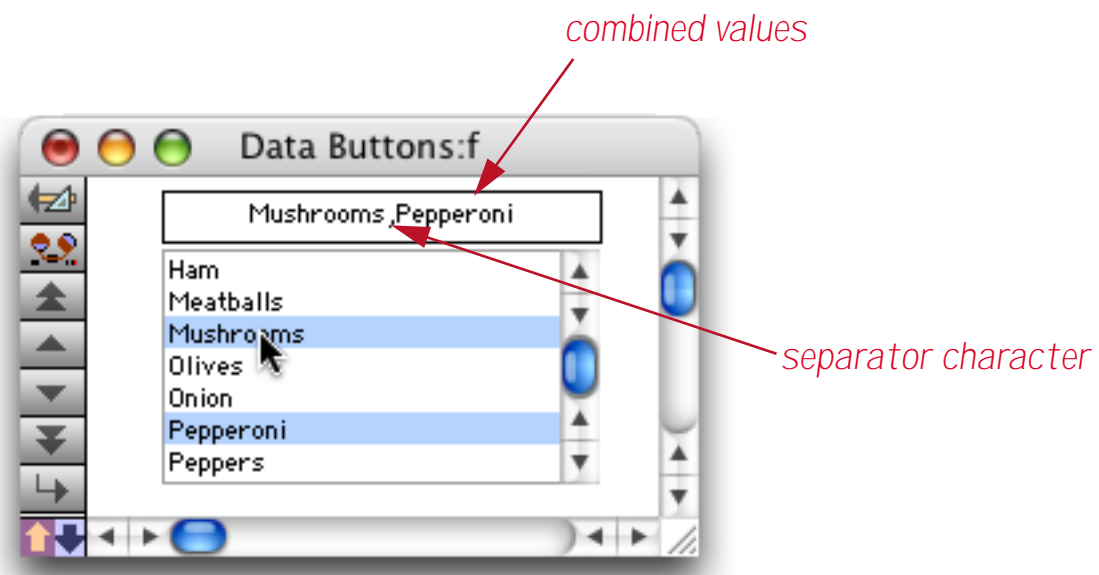 combined values
Data Buttons:f
Mushrooms,Pepperoni
Ham
Meatballs
Mushrooms
separator character
Olives
Onion
Pepperoni
Peppers